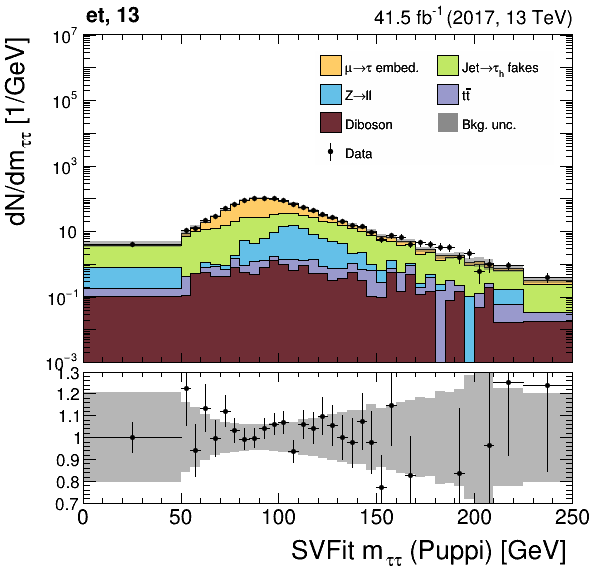 et, 13
41.5 fb⁻¹ (2017, 13 TeV)
dN/dm_ττ [1/GeV]
10⁷
10⁵
10³
10
10⁻¹
10⁻³
μ→τ embed.
Jet→τ_h fakes
Z→ll
tt̄
Diboson
Bkg. unc.
Data
1.3
1.2
1.1
1
0.9
0.8
0.7
0 50 100 150 200 250
SVFit m_ττ (Puppi) [GeV]